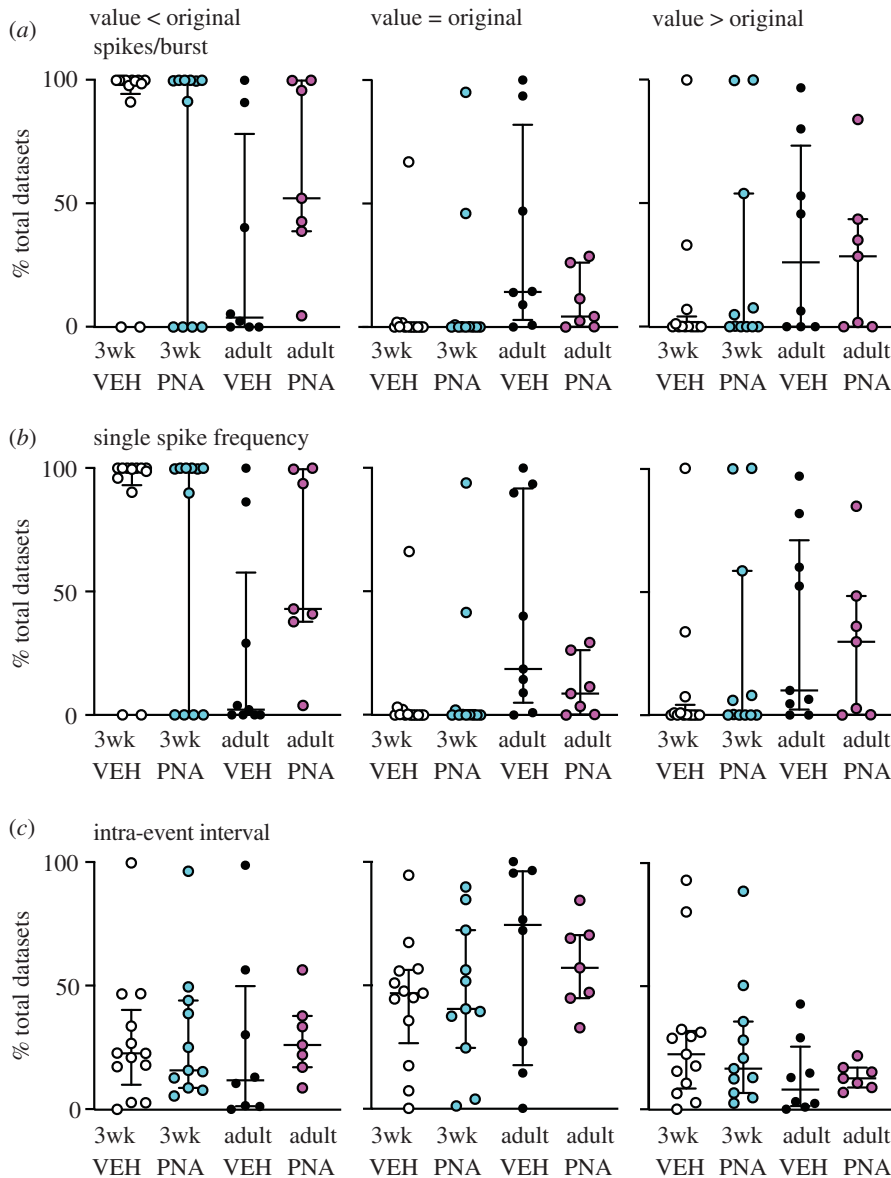 (a)
value < original
value = original
value > original
spikes/burst
% total datasets
100
50
0
3wk 3wk adult adult
VEH PNA VEH PNA
3wk 3wk adult adult
VEH PNA VEH PNA
3wk 3wk adult adult
VEH PNA VEH PNA
(b)
single spike frequency
% total datasets
100
50
0
3wk 3wk adult adult
VEH PNA VEH PNA
3wk 3wk adult adult
VEH PNA VEH PNA
3wk 3wk adult adult
VEH PNA VEH PNA
(c)
intra-event interval
% total datasets
100
50
0
3wk 3wk adult adult
VEH PNA VEH PNA
3wk 3wk adult adult
VEH PNA VEH PNA
3wk 3wk adult adult
VEH PNA VEH PNA